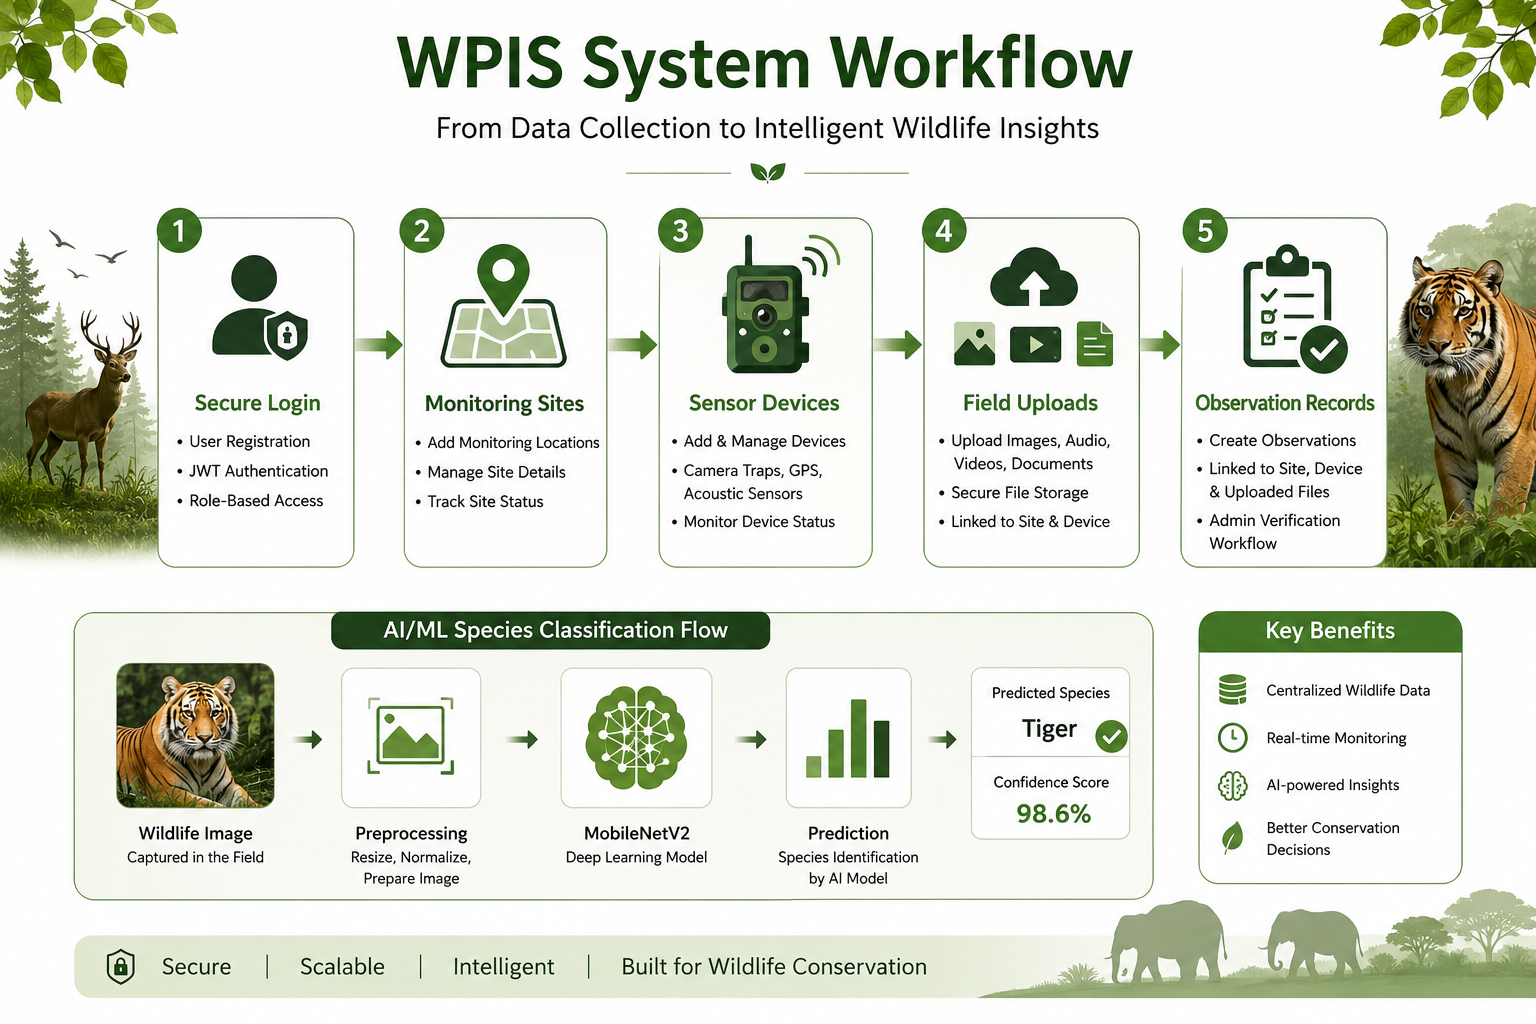 WPIS System Workflow
From Data Collection to Intelligent Wildlife Insights
1
Secure Login
• User Registration
• JWT Authentication
• Role-Based Access
2
Monitoring Sites
• Add Monitoring Locations
• Manage Site Details
• Track Site Status
3
Sensor Devices
• Add & Manage Devices
• Camera Traps, GPS,
Acoustic Sensors
• Monitor Device Status
4
Field Uploads
• Upload Images, Audio,
Videos, Documents
• Secure File Storage
• Linked to Site & Device
5
Observation Records
• Create Observations
• Linked to Site, Device
& Uploaded Files
• Admin Verification
Workflow
AI/ML Species Classification Flow
Wildlife Image
Captured in the Field
Preprocessing
Resize, Normalize,
Prepare Image
MobileNetV2
Deep Learning Model
Prediction
Species Identification
by AI Model
Predicted Species
Tiger
Confidence Score
98.6%
Key Benefits
Centralized Wildlife Data
Real-time Monitoring
AI-powered Insights
Better Conservation
Decisions
Secure | Scalable | Intelligent | Built for Wildlife Conservation